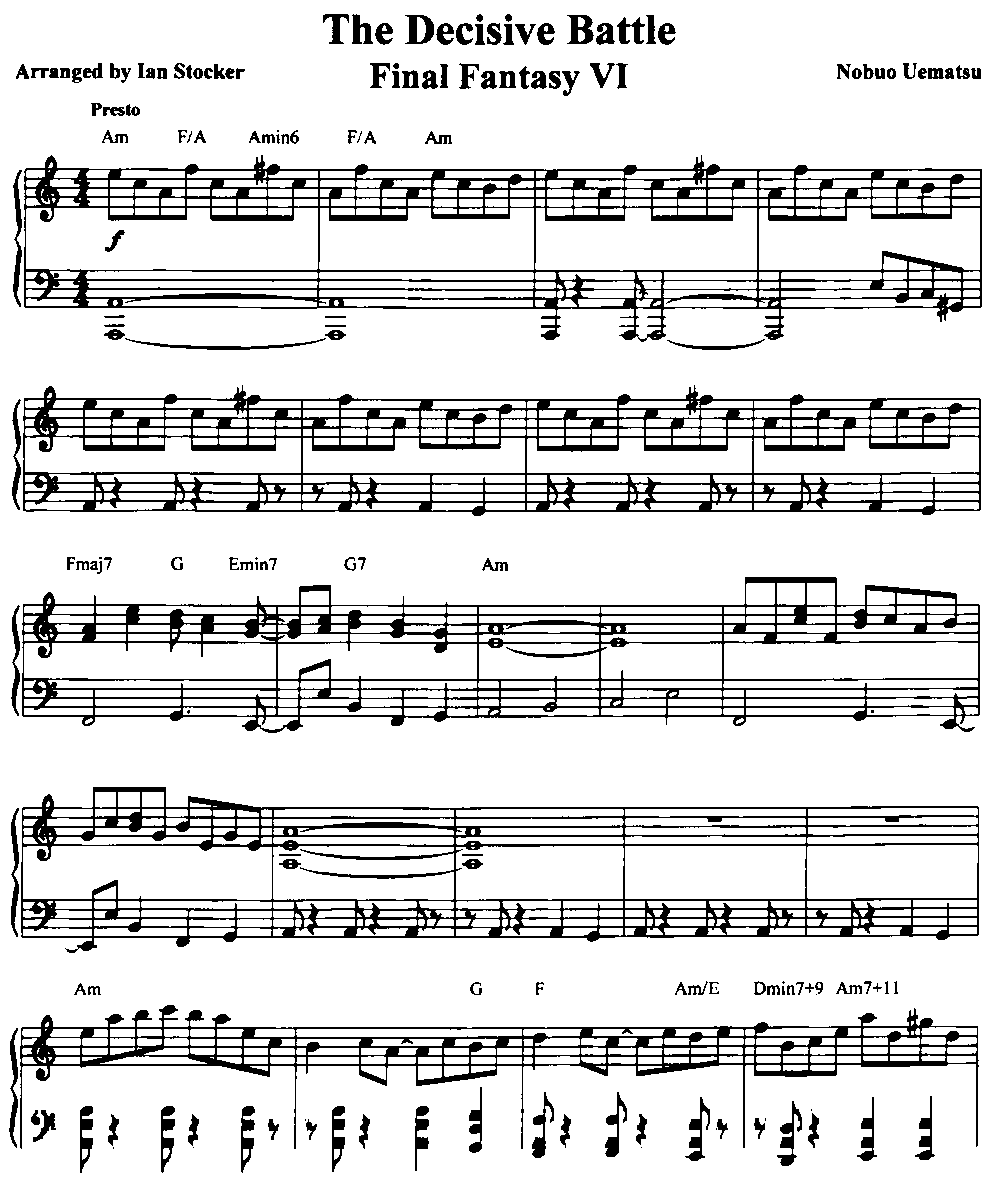 The Decisive Battle
Arranged by Ian Stocker Final Fantasy VI Nobuo Uematsu
Presto
Am F/A Amin6 F/A Am
f
Fmaj7 G Emin7 G7 Am
Am G F Am/E Dmin7+9 Am7+11